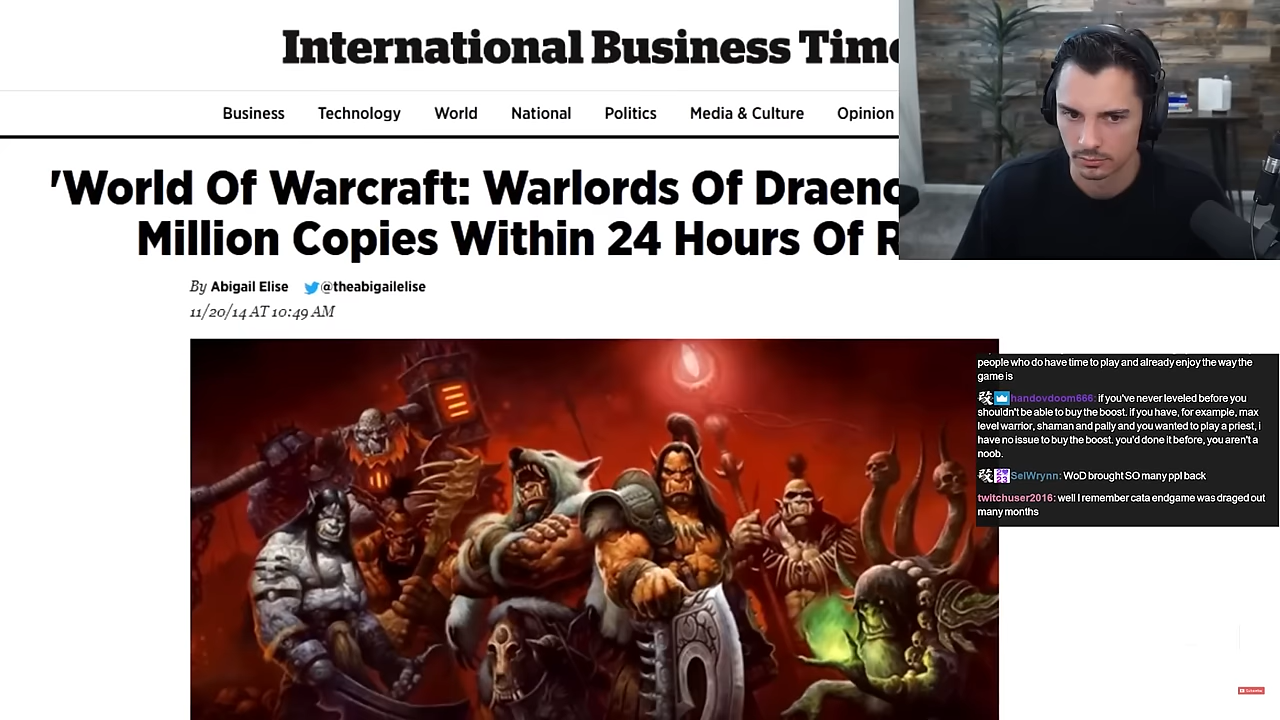 International Business Time
Business Technology World National Politics Media & Culture Opinion
'World Of Warcraft: Warlords Of Draeno
Million Copies Within 24 Hours Of R
By Abigail Elise @theabigailelise
11/20/14 AT 10:49 AM
people who do have time to play and already enjoy the way the
game is
handovdoom666: if you've never leveled before you
shouldn't be able to buy the boost. if you have, for example, max
level warrior, shaman and pally and you wanted to play a priest, i
have no issue to buy the boost. you'd done it before, you aren't a
noob.
SelWrynn: WoD brought SO many ppl back
twitchuser2016: well I remember cata endgame was draged out
many months
Subscribe